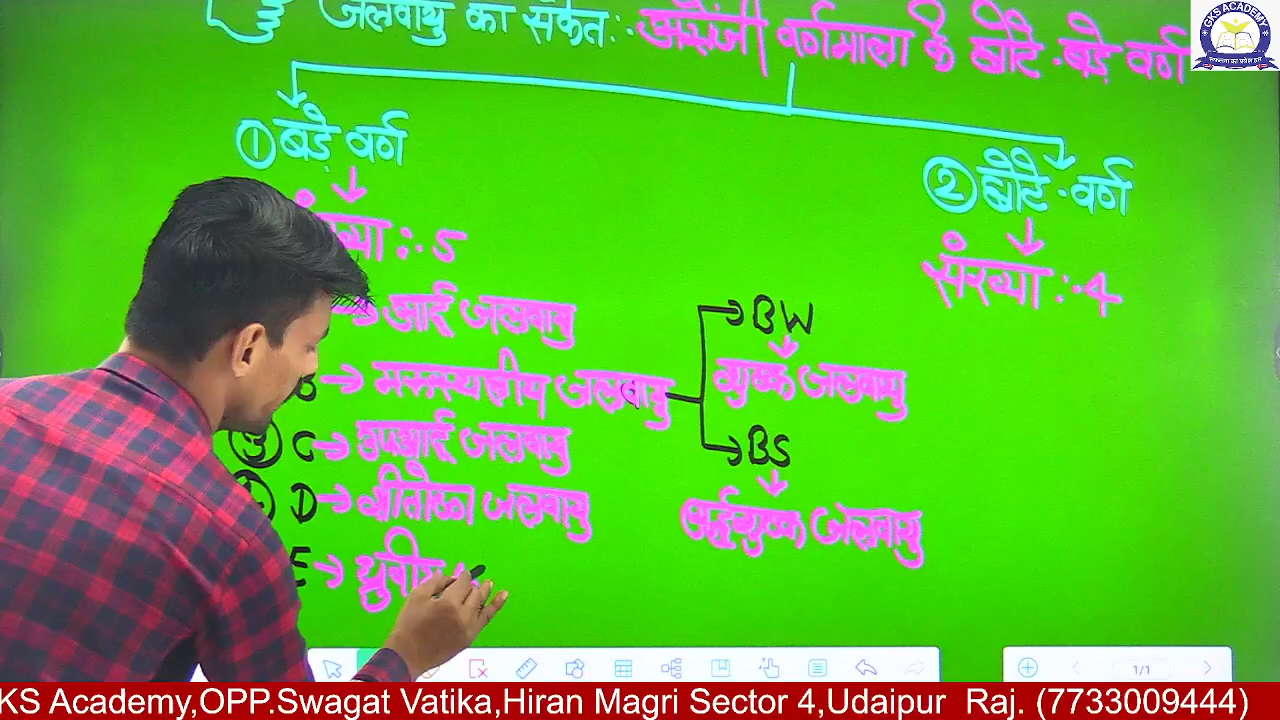 जलवायु का संकेत:- अंग्रेजी वर्णमाला के छोटे-बड़े वर्ण
GKS ACADEMY
① बड़े वर्ण
② छोटे-वर्ण
संख्या :- 5
संख्या :- 4
→ आर्द्र जलवायु
B → मरुस्थलीय जलवायु
→ BW
शुष्क जलवायु
→ BS
अर्द्धशुष्क जलवायु
③ C → उपआर्द्र जलवायु
D → शीतोष्ण जलवायु
E → ध्रुवीय
1/1
KS Academy,OPP.Swagat Vatika,Hiran Magri Sector 4,Udaipur Raj. (7733009444)